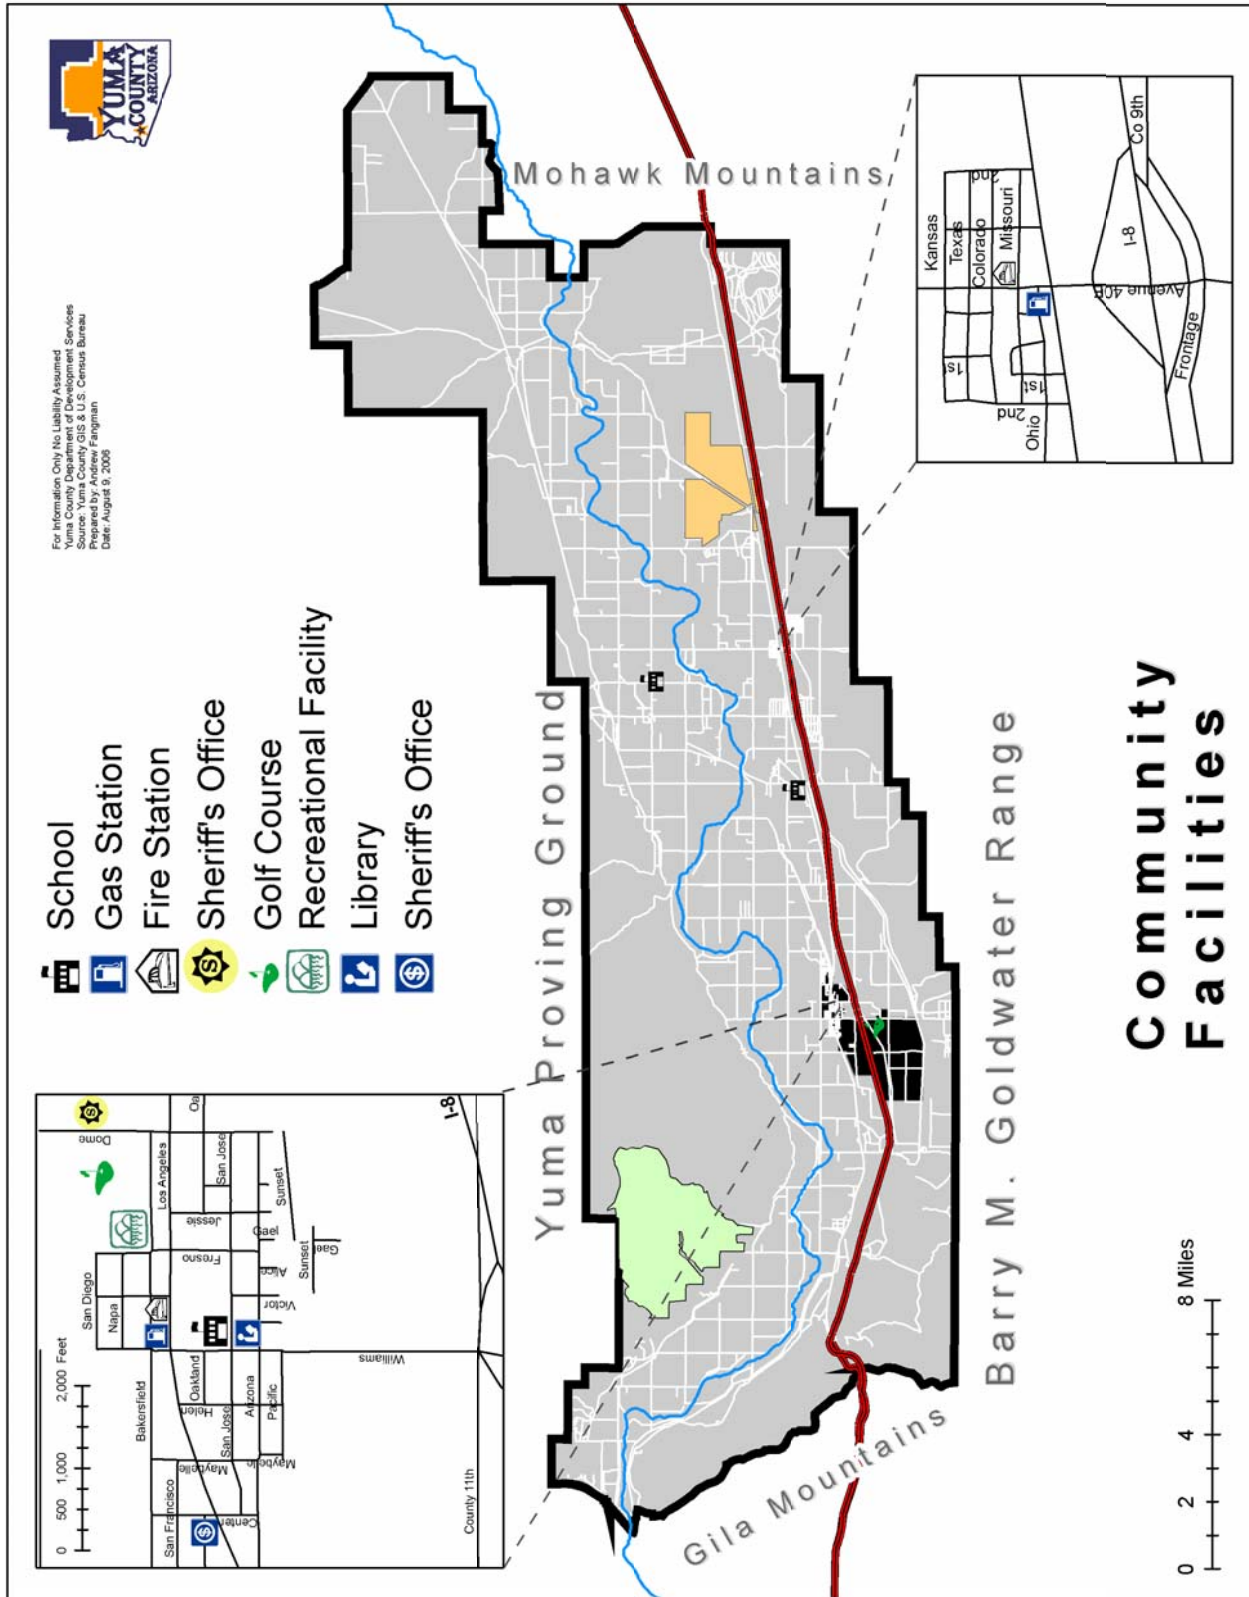 YUMA
COUNTY
ARIZONA
For Information Only No Liability Assumed
Yuma County Department of Development Services
Source: Yuma County GIS & U.S. Census Bureau
Prepared by: Andrew Fangman
Date: August 9, 2006
School
Gas Station
Fire Station
Sheriff's Office
Golf Course
Recreational Facility
Library
Sheriff's Office
0 500 1,000 2,000 Feet
San Diego
Napa
Bakersfield
Los Angeles
Dome
San Francisco
Oakland
Helen
San Jose
Arizona
Pacific
Maybelle
Maybelle
Center
Fresno
Jessie
San Jose
Oa
Gael
Alice
Victor
Sunset
Sunset
Gael
Williams
County 11th
I-8
S
S
$
$
Yuma Proving Ground
Mohawk Mountains
Gila Mountains
Barry M. Goldwater Range
Kansas
Texas
Colorado
Missouri
2nd
1st
1st
2nd
Ohio
Avenue 40E
I-8
Co 9th
Frontage
Community
Facilities
0 2 4 8 Miles